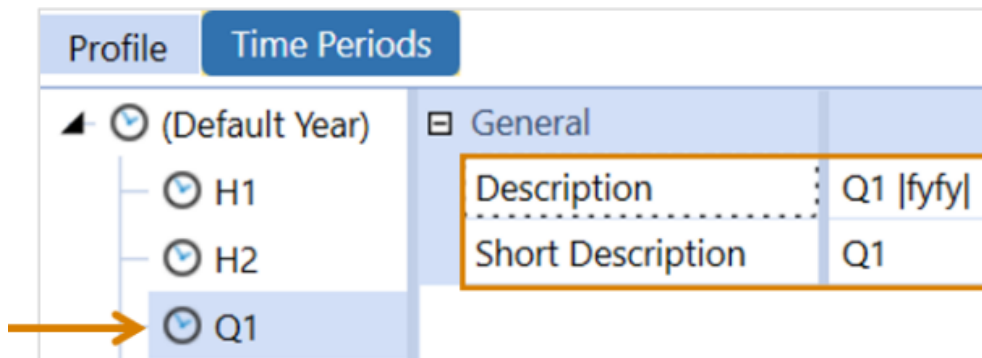 Profile Time Periods
(Default Year) General
H1 Description Q1 |fyfy|
H2 Short Description Q1
Q1